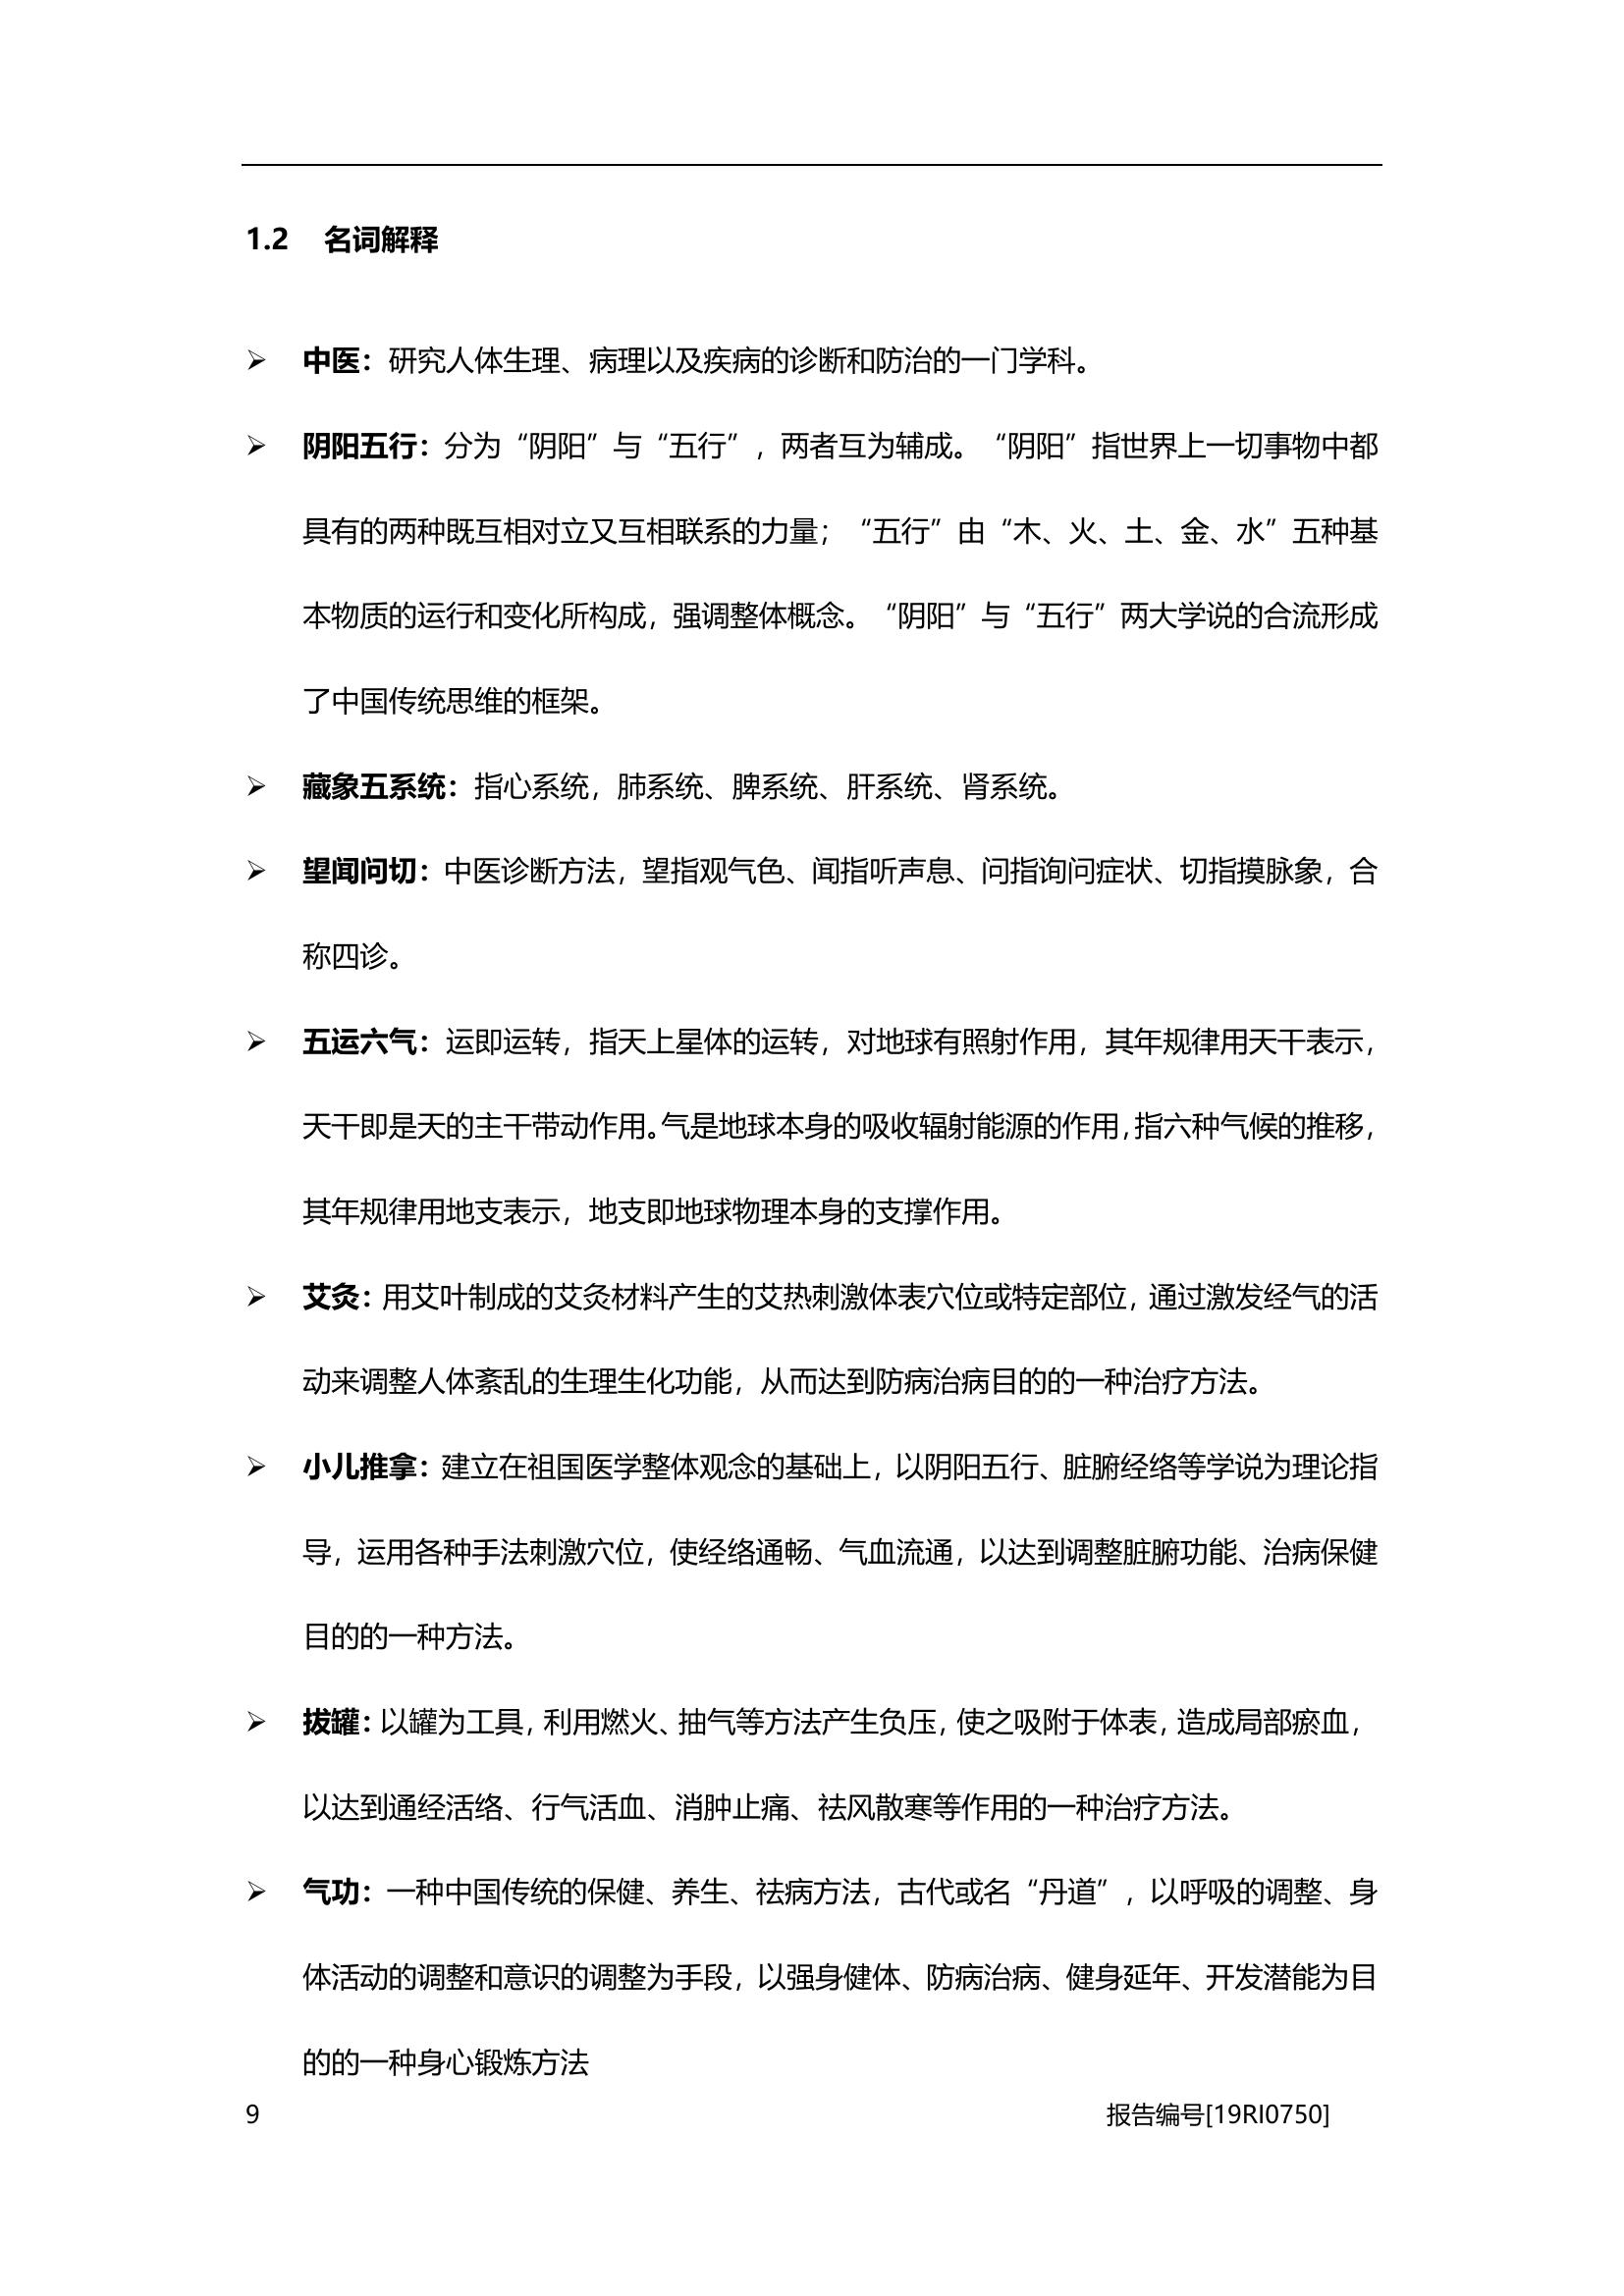 1.2 名词解释
➢ 中医：研究人体生理、病理以及疾病的诊断和防治的一门学科。
➢ 阴阳五行：分为“阴阳”与“五行”，两者互为辅成。“阴阳”指世界上一切事物中都
具有的两种既互相对立又互相联系的力量；“五行”由“木、火、土、金、水”五种基
本物质的运行和变化所构成，强调整体概念。“阴阳”与“五行”两大学说的合流形成
了中国传统思维的框架。
➢ 藏象五系统：指心系统，肺系统、脾系统、肝系统、肾系统。
➢ 望闻问切：中医诊断方法，望指观气色、闻指听声息、问指询问症状、切指摸脉象，合
称四诊。
➢ 五运六气：运即运转，指天上星体的运转，对地球有照射作用，其年规律用天干表示，
天干即是天的主干带动作用。气是地球本身的吸收辐射能源的作用，指六种气候的推移，
其年规律用地支表示，地支即地球物理本身的支撑作用。
➢ 艾灸：用艾叶制成的艾灸材料产生的艾热刺激体表穴位或特定部位，通过激发经气的活
动来调整人体紊乱的生理生化功能，从而达到防病治病目的的一种治疗方法。
➢ 小儿推拿：建立在祖国医学整体观念的基础上，以阴阳五行、脏腑经络等学说为理论指
导，运用各种手法刺激穴位，使经络通畅、气血流通，以达到调整脏腑功能、治病保健
目的的一种方法。
➢ 拔罐：以罐为工具，利用燃火、抽气等方法产生负压，使之吸附于体表，造成局部瘀血，
以达到通经活络、行气活血、消肿止痛、祛风散寒等作用的一种治疗方法。
➢ 气功：一种中国传统的保健、养生、祛病方法，古代或名“丹道”，以呼吸的调整、身
体活动的调整和意识的调整为手段，以强身健体、防病治病、健身延年、开发潜能为目
的的一种身心锻炼方法
9 报告编号[19RI0750]